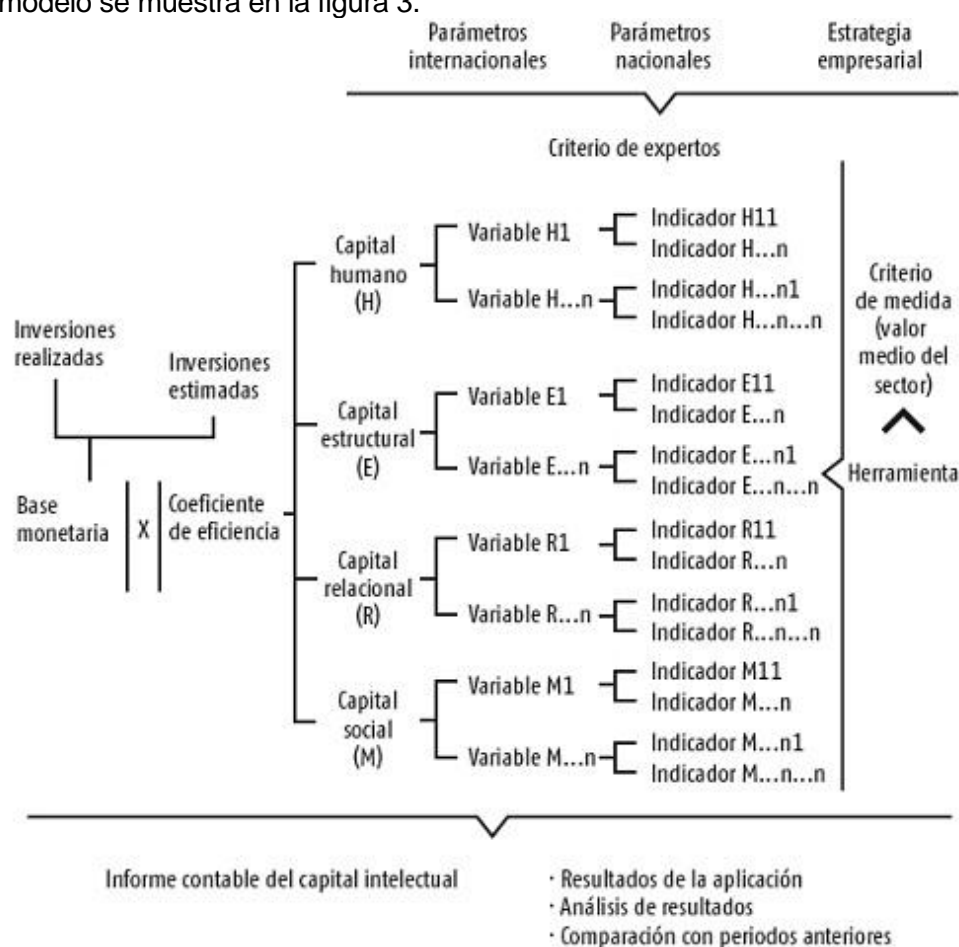 modelo se muestra en la figura 3.
Parámetros
internacionales
Parámetros
nacionales
Estrategia
empresarial
Criterio de expertos
Inversiones
realizadas
Inversiones
estimadas
Base
monetaria
X
Coeficiente
de eficiencia
Capital
humano
(H)
Variable H1
Indicador H11
Indicador H...n
Variable H...n
Indicador H...n1
Indicador H...n...n
Capital
estructural
(E)
Variable E1
Indicador E11
Indicador E...n
Variable E...n
Indicador E...n1
Indicador E...n...n
Capital
relacional
(R)
Variable R1
Indicador R11
Indicador R...n
Variable R...n
Indicador R...n1
Indicador R...n...n
Capital
social
(M)
Variable M1
Indicador M11
Indicador M...n
Variable M...n
Indicador M...n1
Indicador M...n...n
Criterio
de medida
(valor
medio del
sector)
Herramienta
Informe contable del capital intelectual
· Resultados de la aplicación
· Análisis de resultados
· Comparación con periodos anteriores